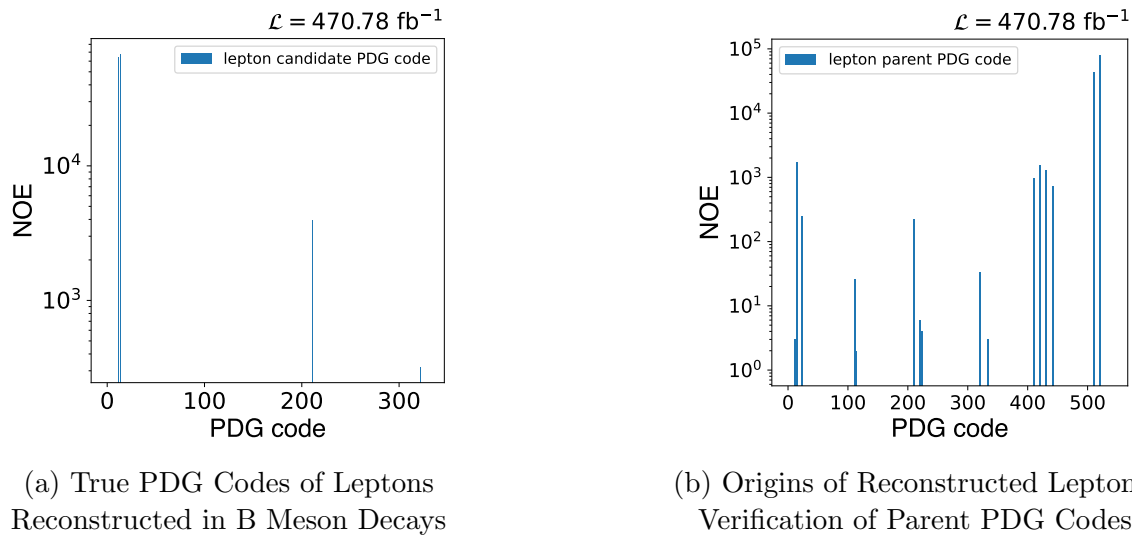 ℒ = 470.78 fb⁻¹
lepton candidate PDG code
NOE
10⁴
10³
0 100 200 300
PDG code
(a) True PDG Codes of Leptons
Reconstructed in B Meson Decays
ℒ = 470.78 fb⁻¹
lepton parent PDG code
NOE
10⁵
10⁴
10³
10²
10¹
10⁰
0 100 200 300 400 500
PDG code
(b) Origins of Reconstructed Lepton
Verification of Parent PDG Codes